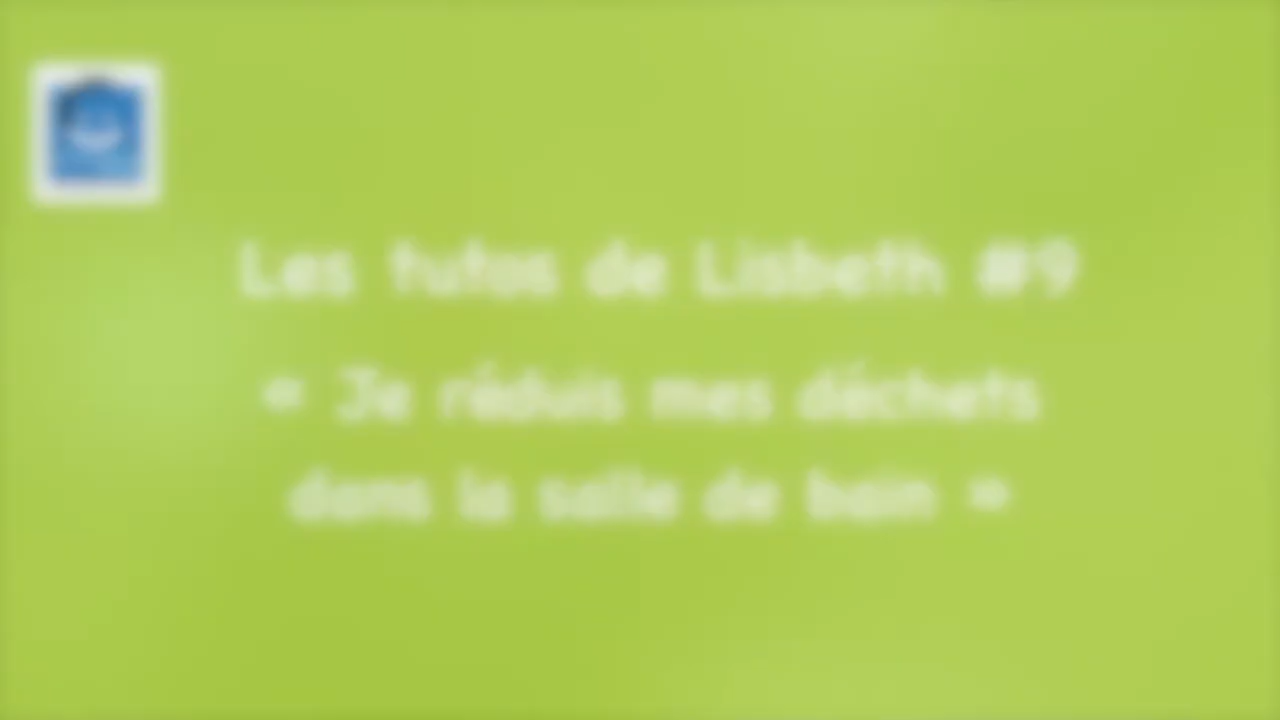 Les tutos de Lisbeth #9
« Je réduis mes déchets
dans la salle de bain »